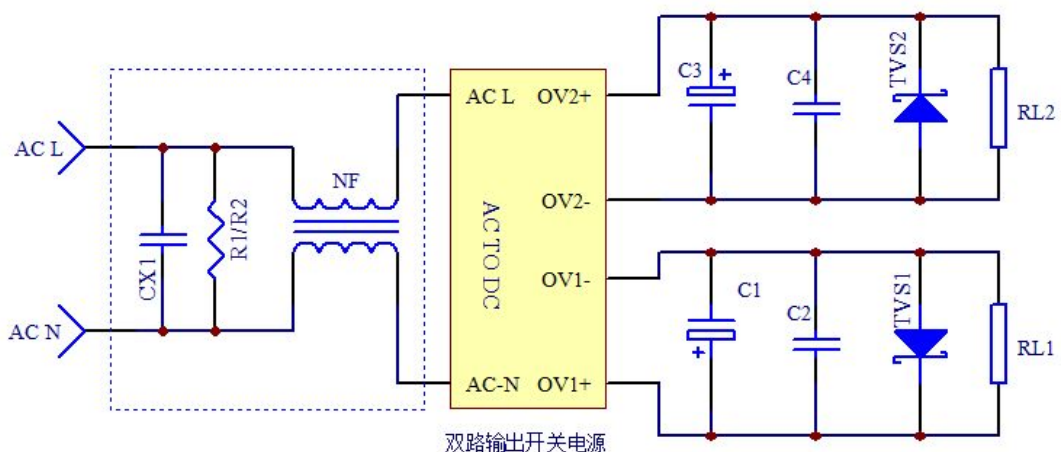 AC L
AC N
CX1
R1/R2
NF
AC L
AC-N
AC TO DC
OV2+
OV2-
OV1-
OV1+
C3
C4
TVS2
RL2
C1
C2
TVS1
RL1
双路输出开关电源